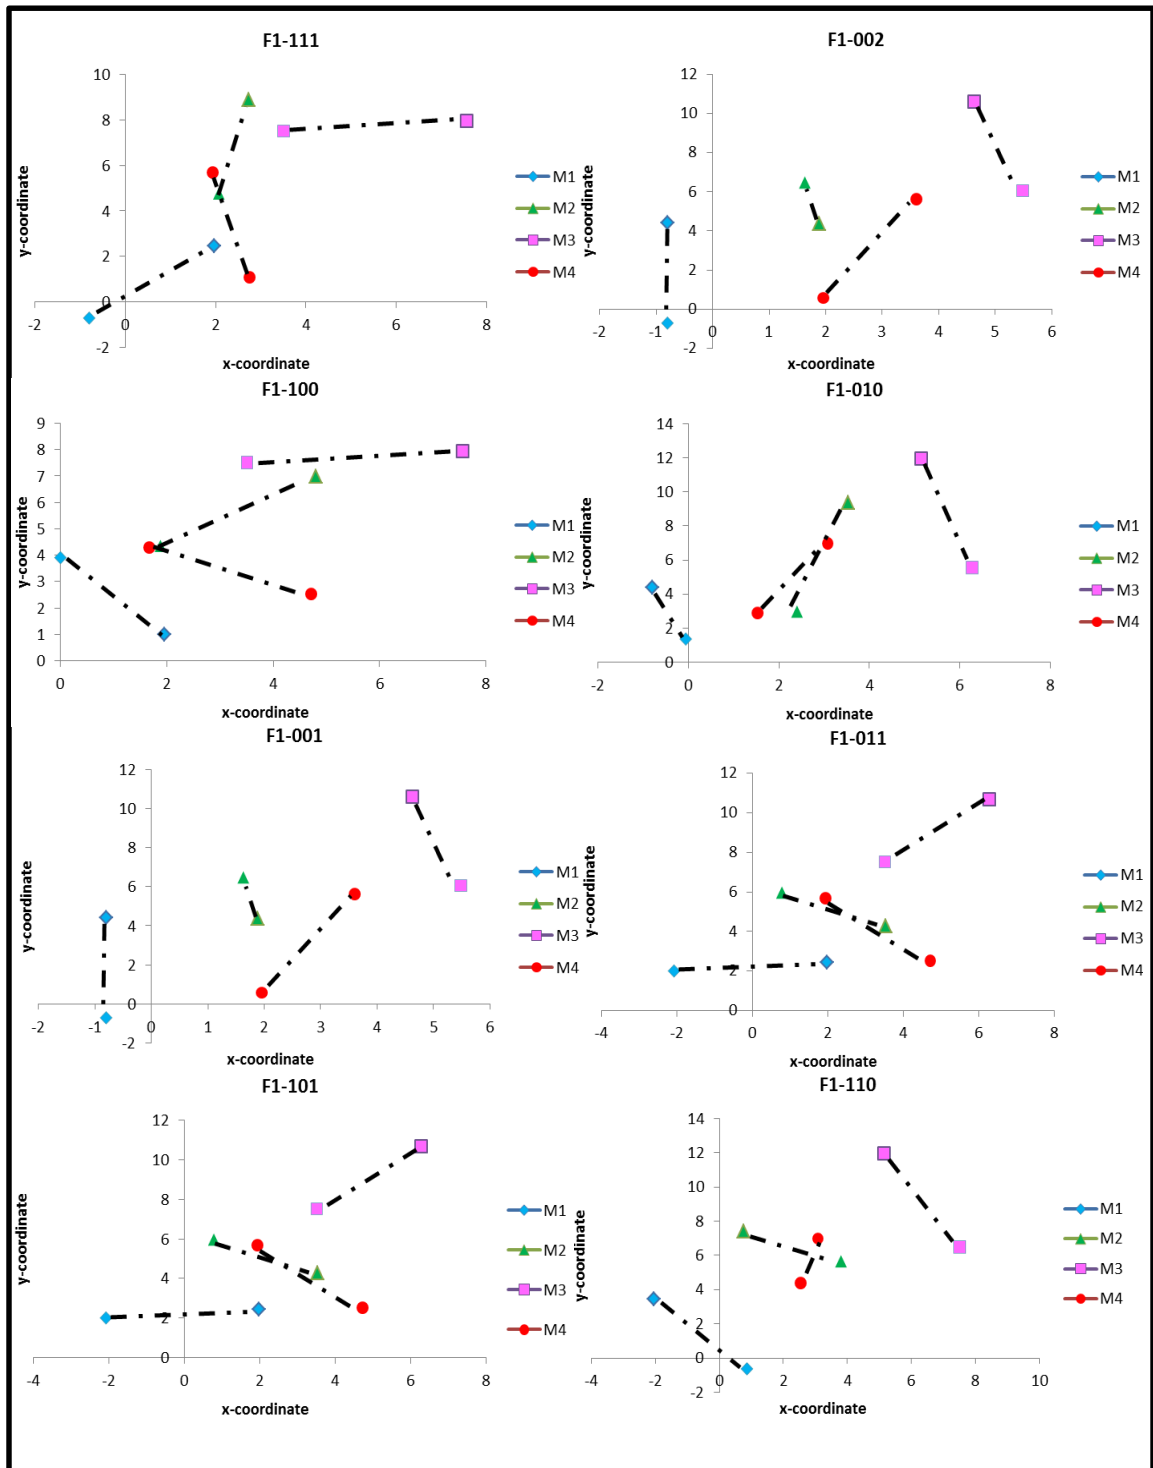 F1-111
y-coordinate
10
8
6
4
2
0
-2
-2 0 2 4 6 8
x-coordinate
M1
M2
M3
M4
F1-002
y-coordinate
12
10
8
6
4
2
0
-2
-2 -1 0 1 2 3 4 5 6
x-coordinate
M1
M2
M3
M4
F1-100
y-coordinate
9
8
7
6
5
4
3
2
1
0
0 2 4 6 8
x-coordinate
M1
M2
M3
M4
F1-010
y-coordinate
14
12
10
8
6
4
2
0
-2 0 2 4 6 8
x-coordinate
M1
M2
M3
M4
F1-001
y-coordinate
12
10
8
6
4
2
0
-2
-2 -1 0 1 2 3 4 5 6
x-coordinate
M1
M2
M3
M4
F1-011
y-coordinate
12
10
8
6
4
2
0
-4 -2 0 2 4 6 8
x-coordinate
M1
M2
M3
M4
F1-101
y-coordinate
12
10
8
6
4
2
0
-4 -2 0 2 4 6 8
x-coordinate
M1
M2
M3
M4
F1-110
y-coordinate
14
12
10
8
6
4
2
0
-2
-4 -2 0 2 4 6 8 10
x-coordinate
M1
M2
M3
M4